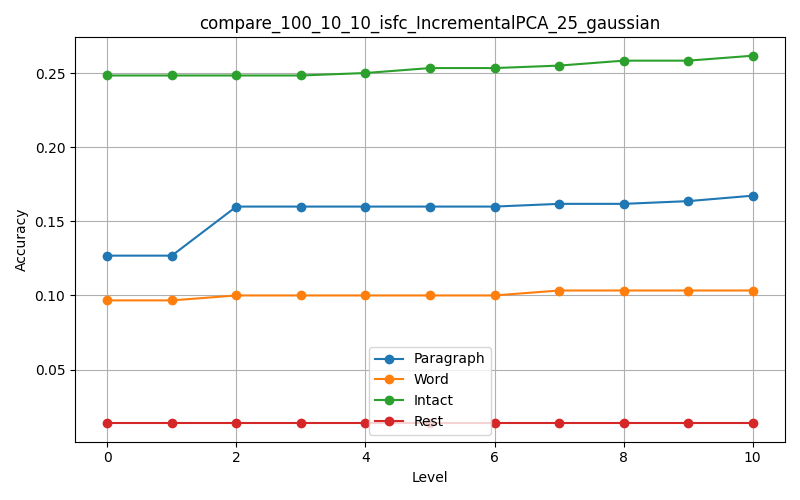 compare_100_10_10_isfc_IncrementalPCA_25_gaussian
Accuracy
0.25
0.20
0.15
0.10
0.05
Paragraph
Word
Intact
Rest
0 2 4 6 8 10
Level